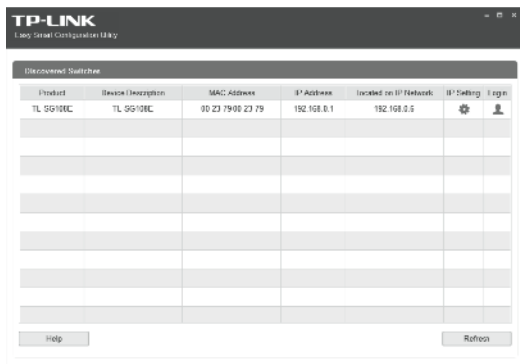 TP-LINK
Easy Smart Configuration Utility
Discovered Switches
Product Device Description MAC Address IP Address Located on IP Network IP Setting Login
TL-SG108E TL-SG108E 00 23 79 00 23 79 192.168.0.1 192.168.0.6
Help Refresh